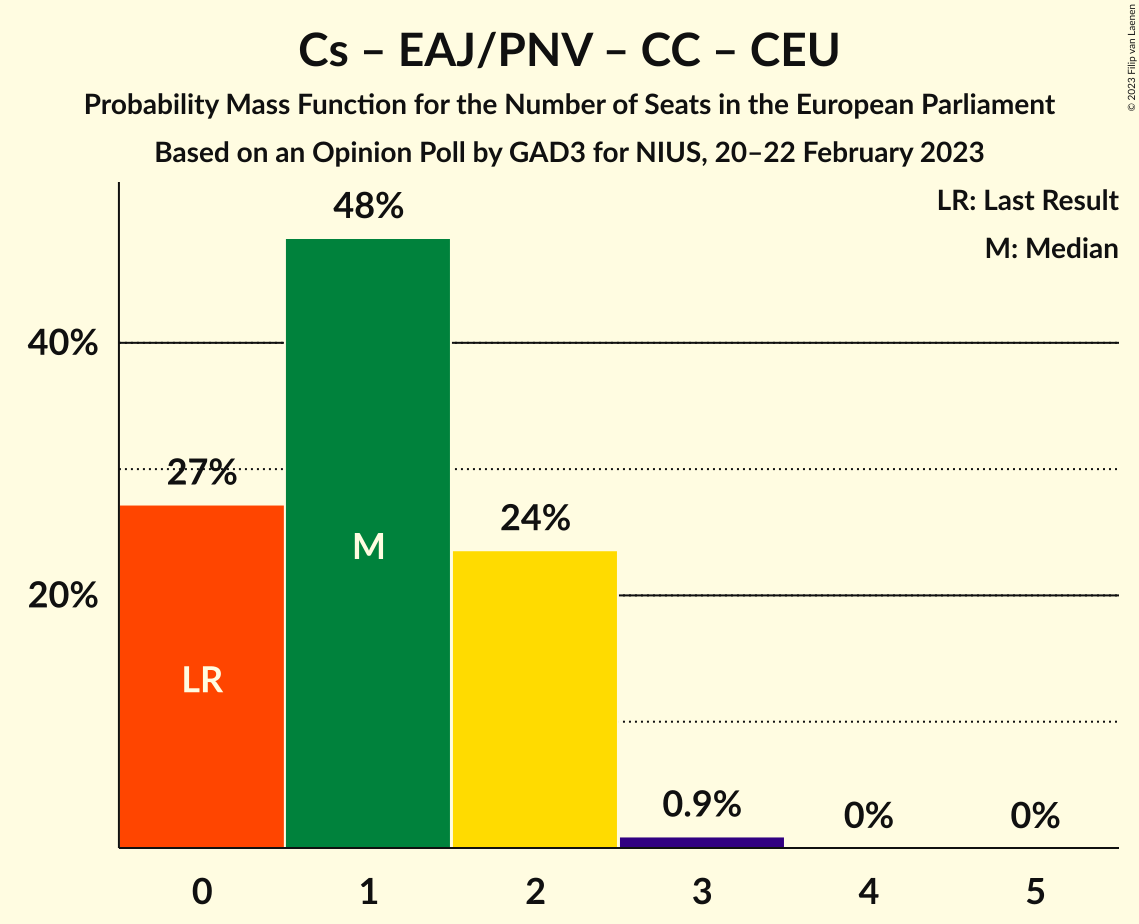 Cs – EAJ/PNV – CC – CEU
Probability Mass Function for the Number of Seats in the European Parliament
Based on an Opinion Poll by GAD3 for NIUS, 20–22 February 2023
© 2023 Filip van Laenen
LR: Last Result
M: Median
48%
40%
27%
24%
M
20%
LR
0.9%
0%
0%
0 1 2 3 4 5